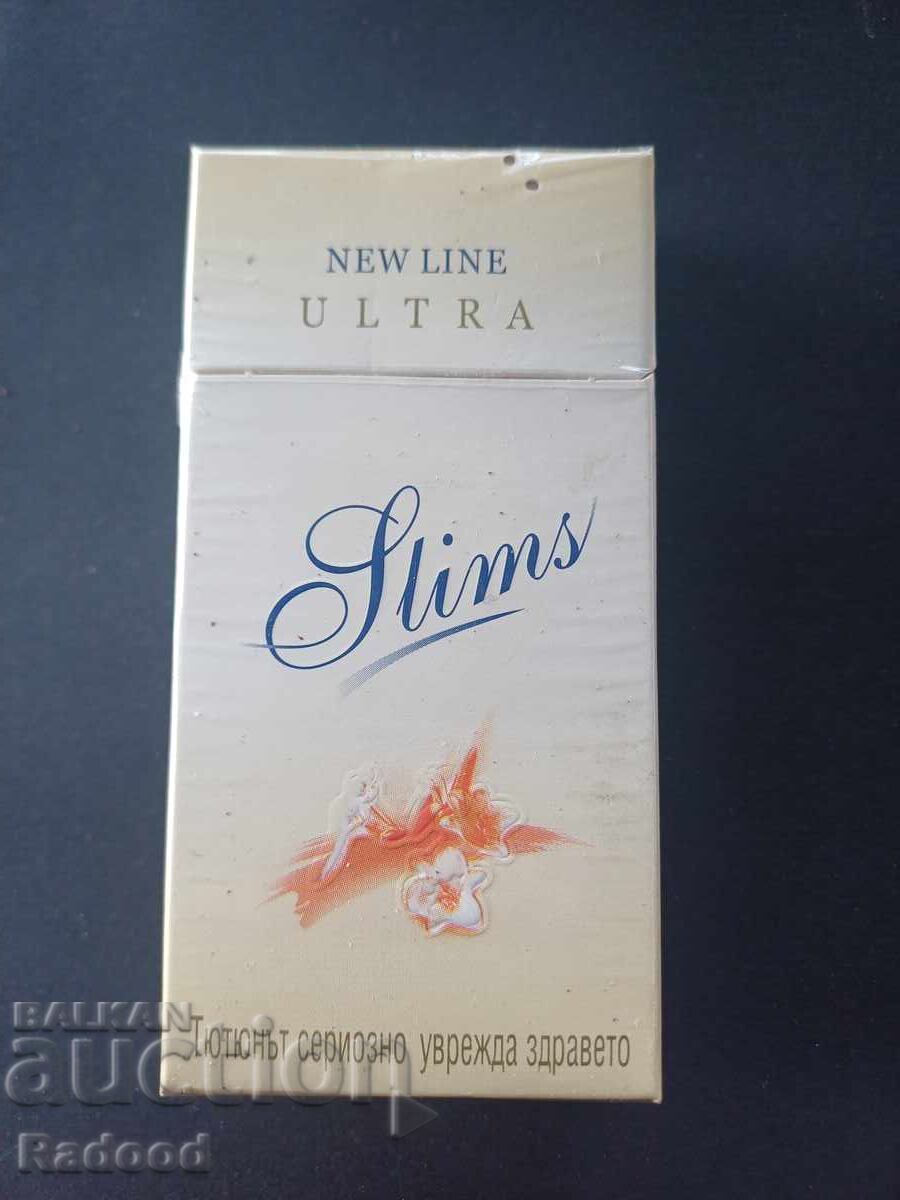 NEW LINE
ULTRA
Slims
Тютюнът сериозно уврежда здравето
BALKAN
auction
Radood